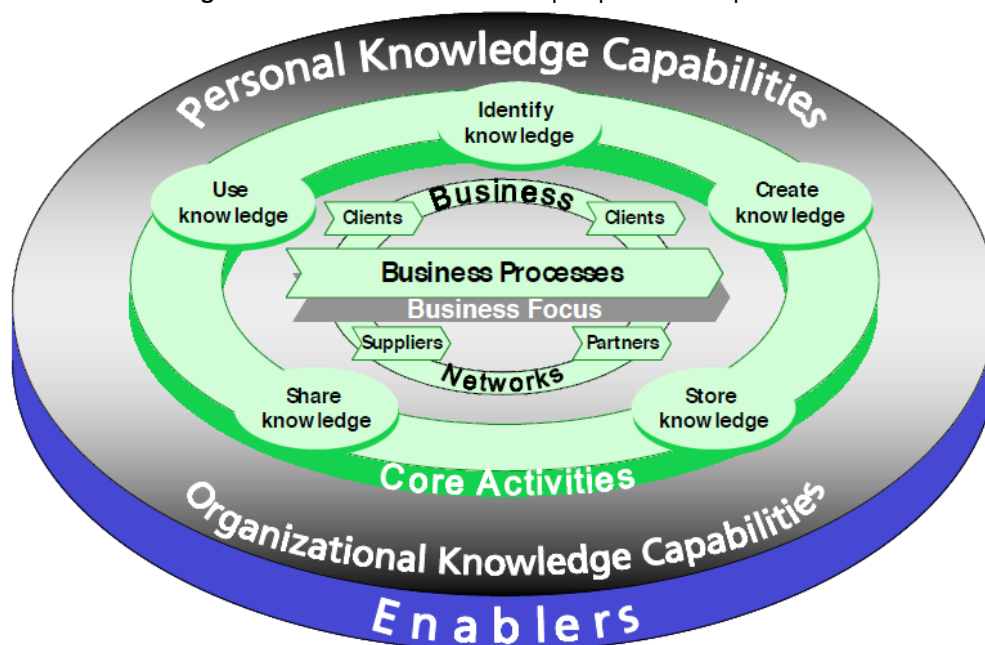 Personal Knowledge Capabilities
Identify
knowledge
Use
knowledge
Create
knowledge
Business
Clients
Clients
Business Processes
Business Focus
Suppliers
Partners
Networks
Share
knowledge
Store
knowledge
Core Activities
Organizational Knowledge Capabilities
Enablers